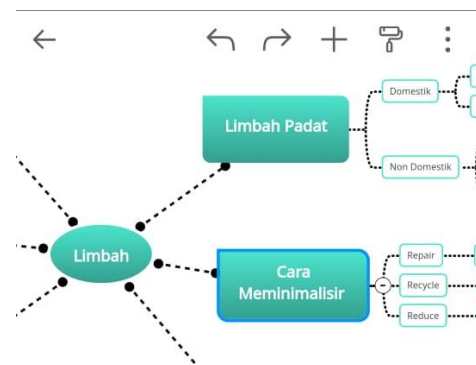 Domestik
Limbah Padat
Non Domestik
Limbah
Cara
Meminimalisir
Repair
Recycle
Reduce